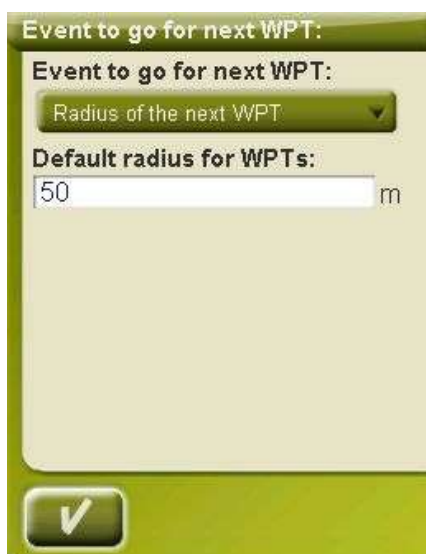 Event to go for next WPT:
Event to go for next WPT:
Radius of the next WPT
Default radius for WPTs:
50 m